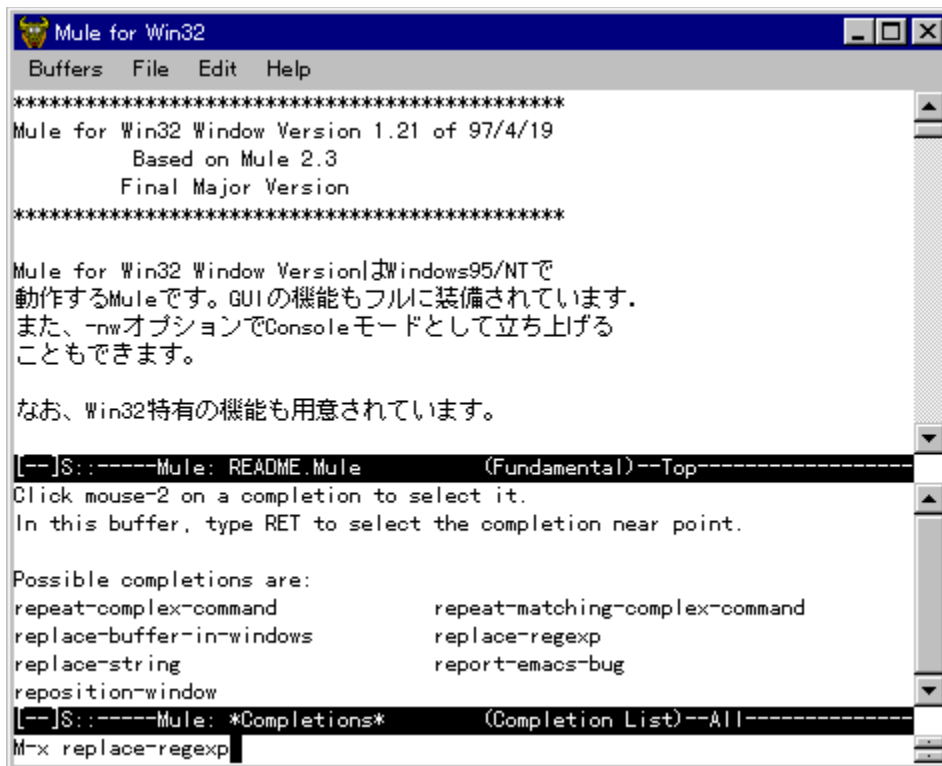 Mule for Win32
Buffers File Edit Help
***********************************************
Mule for Win32 Window Version 1.21 of 97/4/19
Based on Mule 2.3
Final Major Version
***********************************************
Mule for Win32 Window VersionはWindows95/NTで
動作するMuleです。GUIの機能もフルに装備されています.
また、-nwオプションでConsoleモードとして立ち上げる
こともできます。
なお、Win32特有の機能も用意されています。
[--]S::-----Mule: README.Mule (Fundamental)--Top------------------
Click mouse-2 on a completion to select it.
In this buffer, type RET to select the completion near point.
Possible completions are:
repeat-complex-command repeat-matching-complex-command
replace-buffer-in-windows replace-regexp
replace-string report-emacs-bug
reposition-window
[--]S::-----Mule: *Completions* (Completion List)--All--------------
M-x replace-regexp